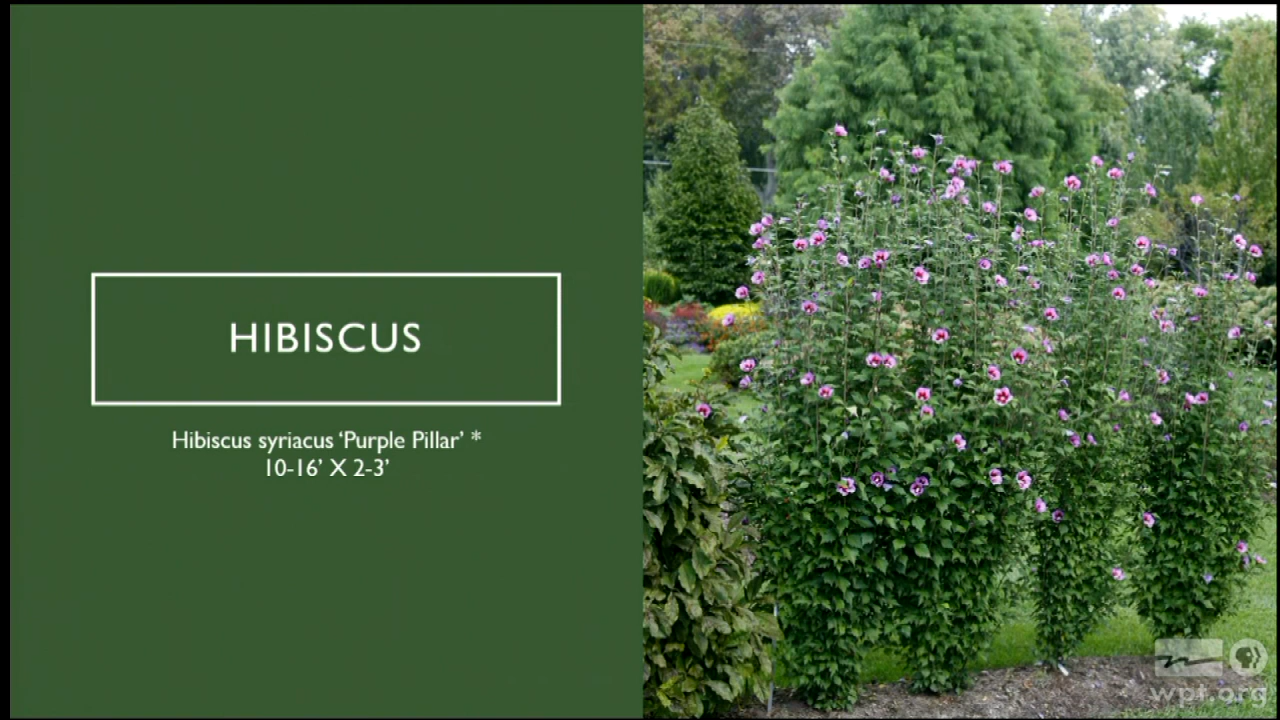 HIBISCUS
Hibiscus syriacus ‘Purple Pillar’ *
10-16’ X 2-3’
wpt.org